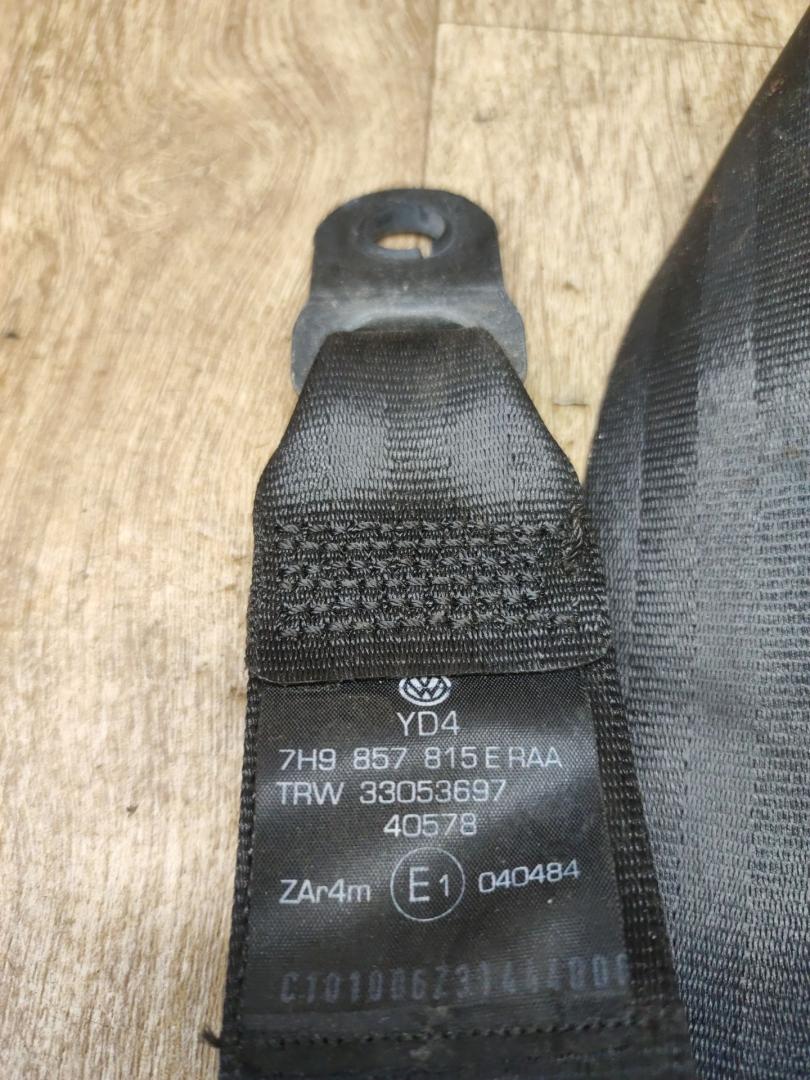 YD4
7H9 857 815 E RAA
TRW 33053697
40578
ZAr4m E1 040484